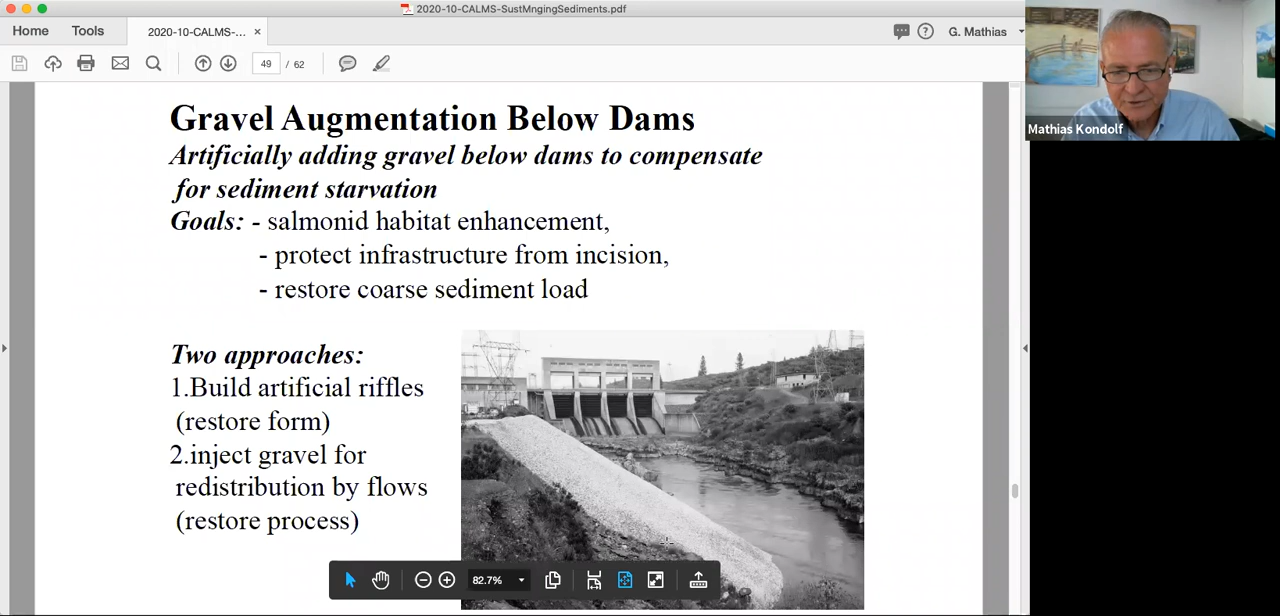 2020-10-CALMS-SustMngingSediments.pdf
Home Tools 2020-10-CALMS-... × G. Mathias
49 / 62
Gravel Augmentation Below Dams
Artificially adding gravel below dams to compensate
for sediment starvation
Goals: - salmonid habitat enhancement,
- protect infrastructure from incision,
- restore coarse sediment load
Two approaches:
1.Build artificial riffles
(restore form)
2.inject gravel for
redistribution by flows
(restore process)
82.7%
Mathias Kondolf